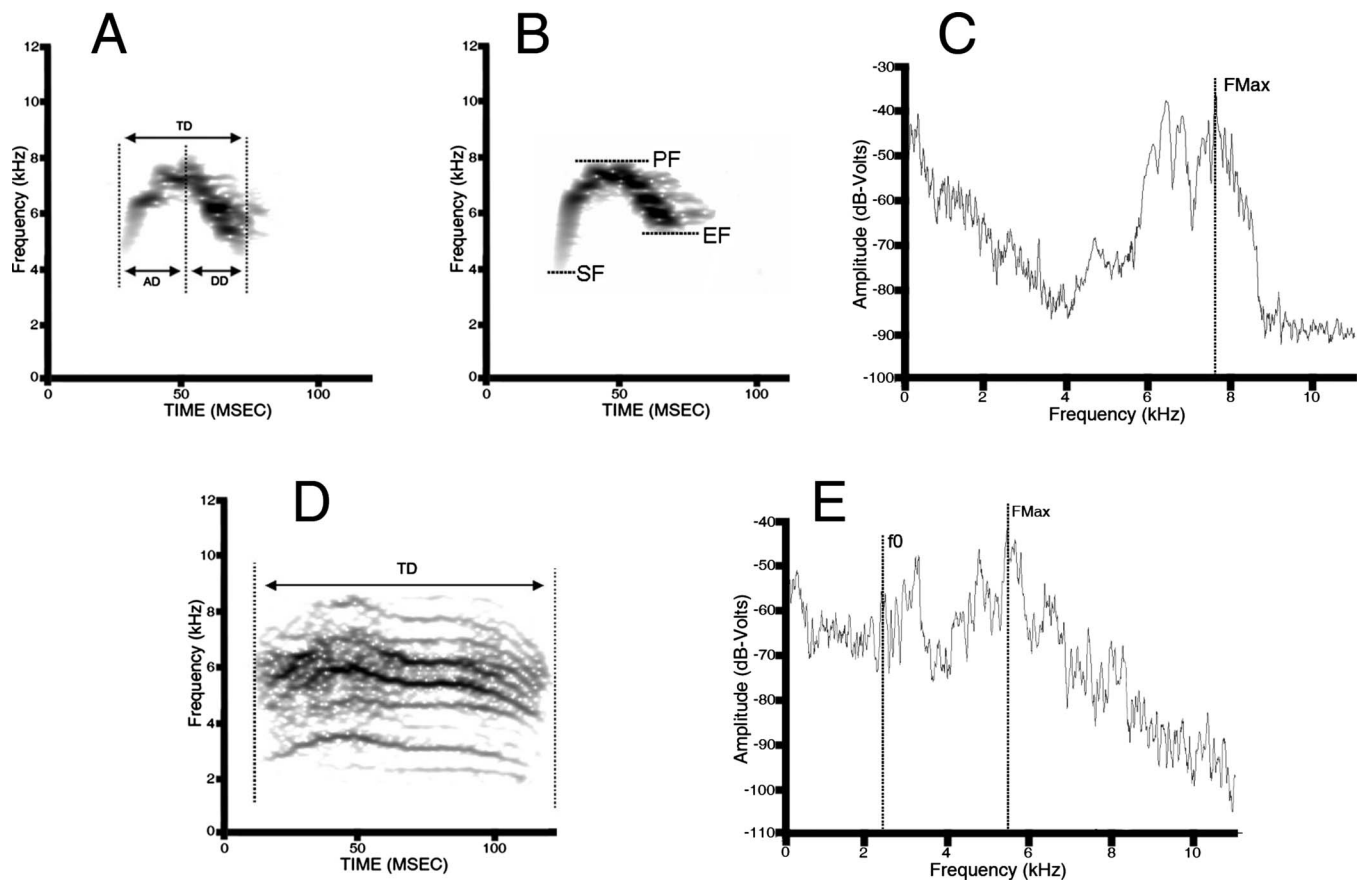 A
B
C
12
10
8
6
4
2
0
Frequency (kHz)
TD
AD
DD
0
50
100
TIME (MSEC)
12
10
8
6
4
2
0
Frequency (kHz)
PF
EF
SF
0
50
100
TIME (MSEC)
-30
-40
-50
-60
-70
-80
-90
-100
Amplitude (dB-Volts)
FMax
0
2
4
6
8
10
Frequency (kHz)
D
E
12
10
8
6
4
2
0
Frequency (kHz)
TD
0
50
100
TIME (MSEC)
-40
-50
-60
-70
-80
-90
-100
-110
Amplitude (dB-Volts)
f0
FMax
0
2
4
6
8
10
Frequency (kHz)